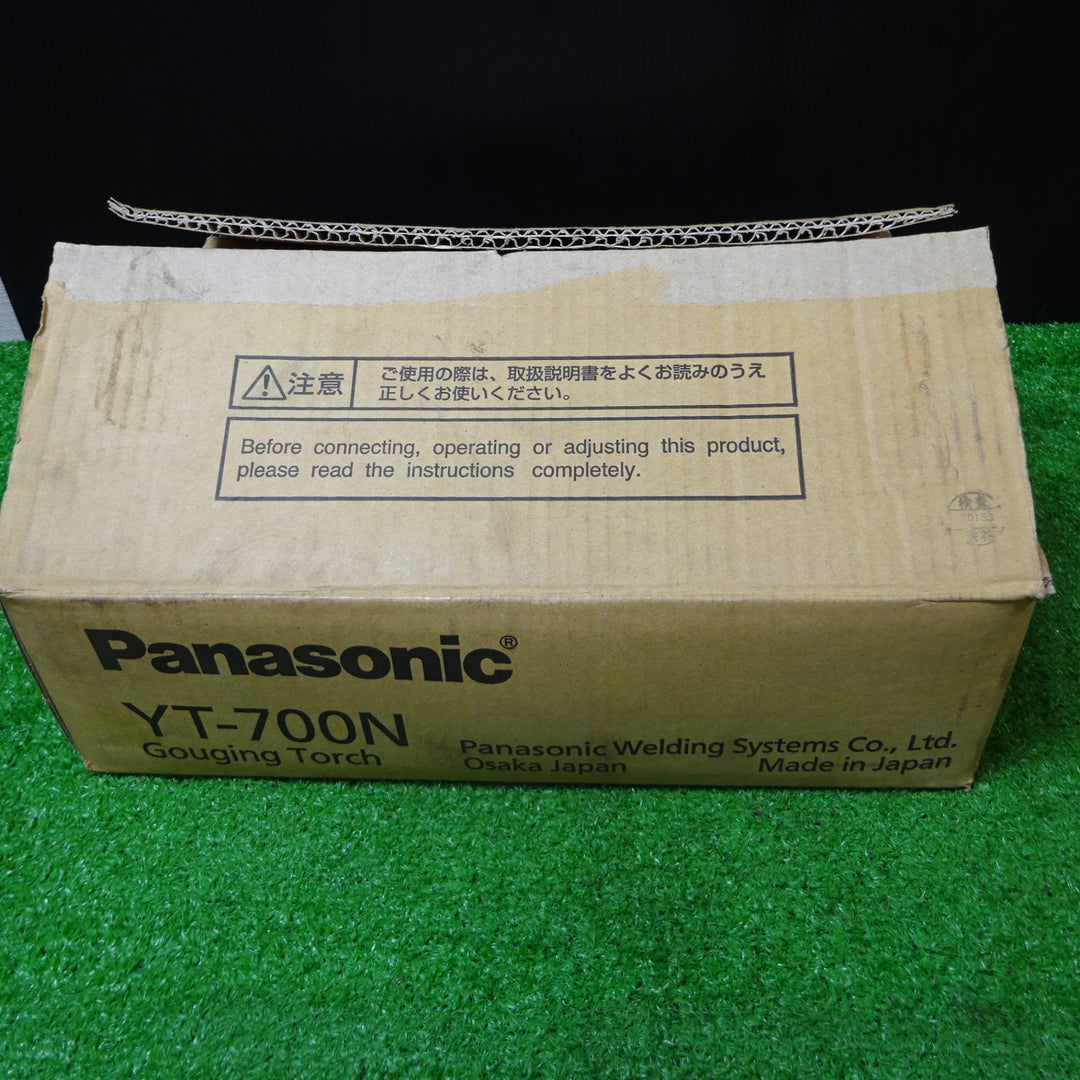 注意
ご使用の際は、取扱説明書をよくお読みのうえ
正しくお使いください。
Before connecting, operating or adjusting this product,
please read the instructions completely.
Panasonic®
YT-700N
Gouging Torch
Panasonic Welding Systems Co., Ltd.
Osaka Japan
Made in Japan